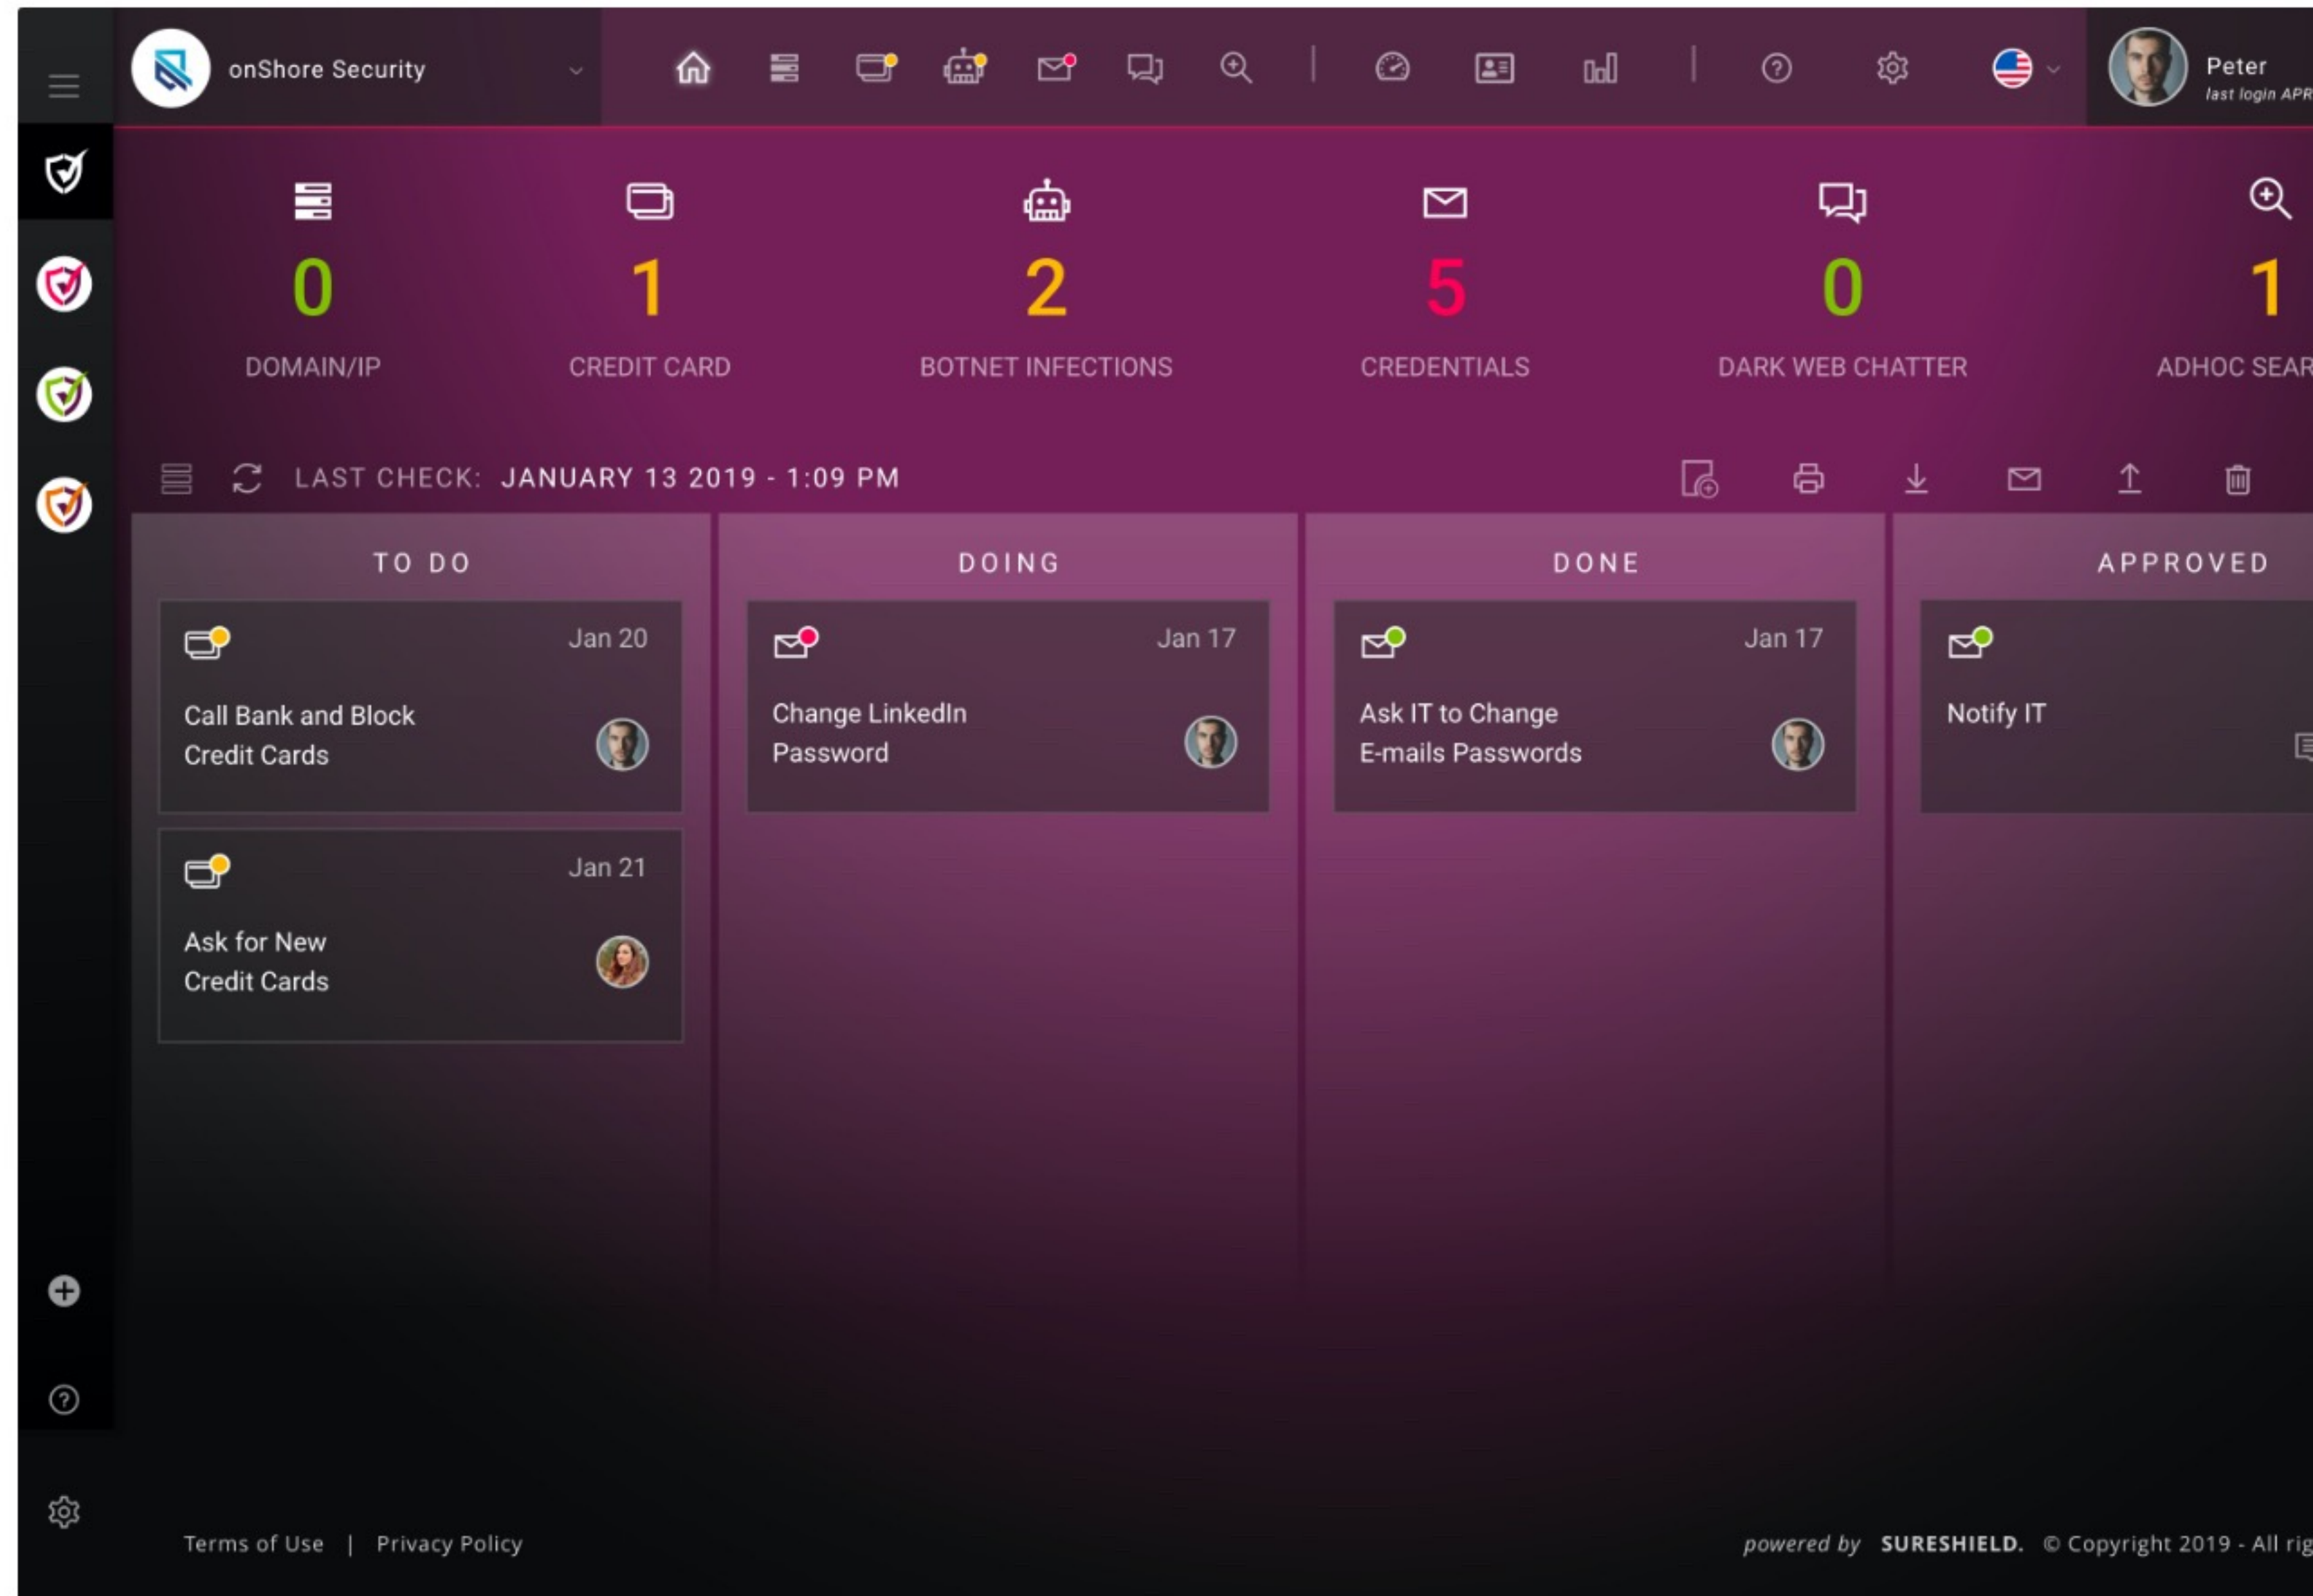 onShore Security
Peter
last login APR
0
1
2
5
0
1
DOMAIN/IP
CREDIT CARD
BOTNET INFECTIONS
CREDENTIALS
DARK WEB CHATTER
ADHOC SEAR
LAST CHECK: JANUARY 13 2019 - 1:09 PM
TO DO
Jan 20
Call Bank and Block
Credit Cards
Jan 21
Ask for New
Credit Cards
DOING
Jan 17
Change LinkedIn
Password
DONE
Jan 17
Ask IT to Change
E-mails Passwords
APPROVED
Notify IT
Terms of Use | Privacy Policy
powered by SURESHIELD. © Copyright 2019 - All rig